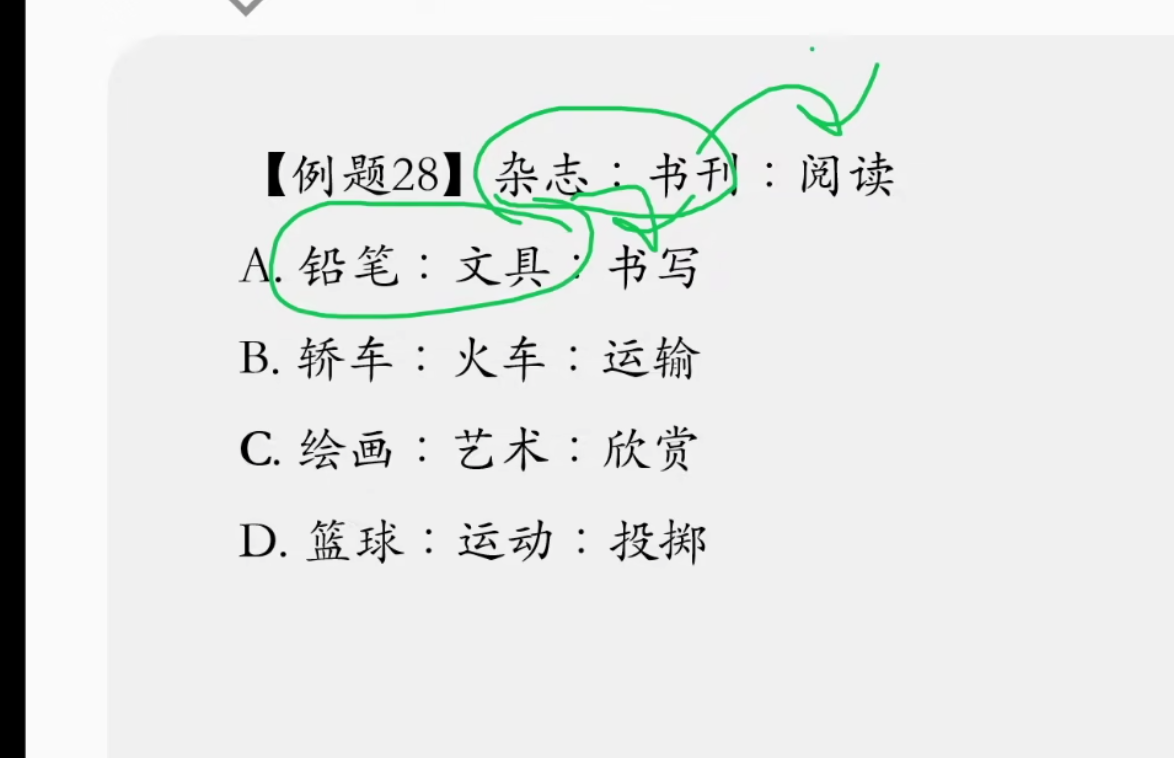 【例题28】杂志：书刊：阅读
A. 铅笔：文具：书写
B. 轿车：火车：运输
C. 绘画：艺术：欣赏
D. 篮球：运动：投掷